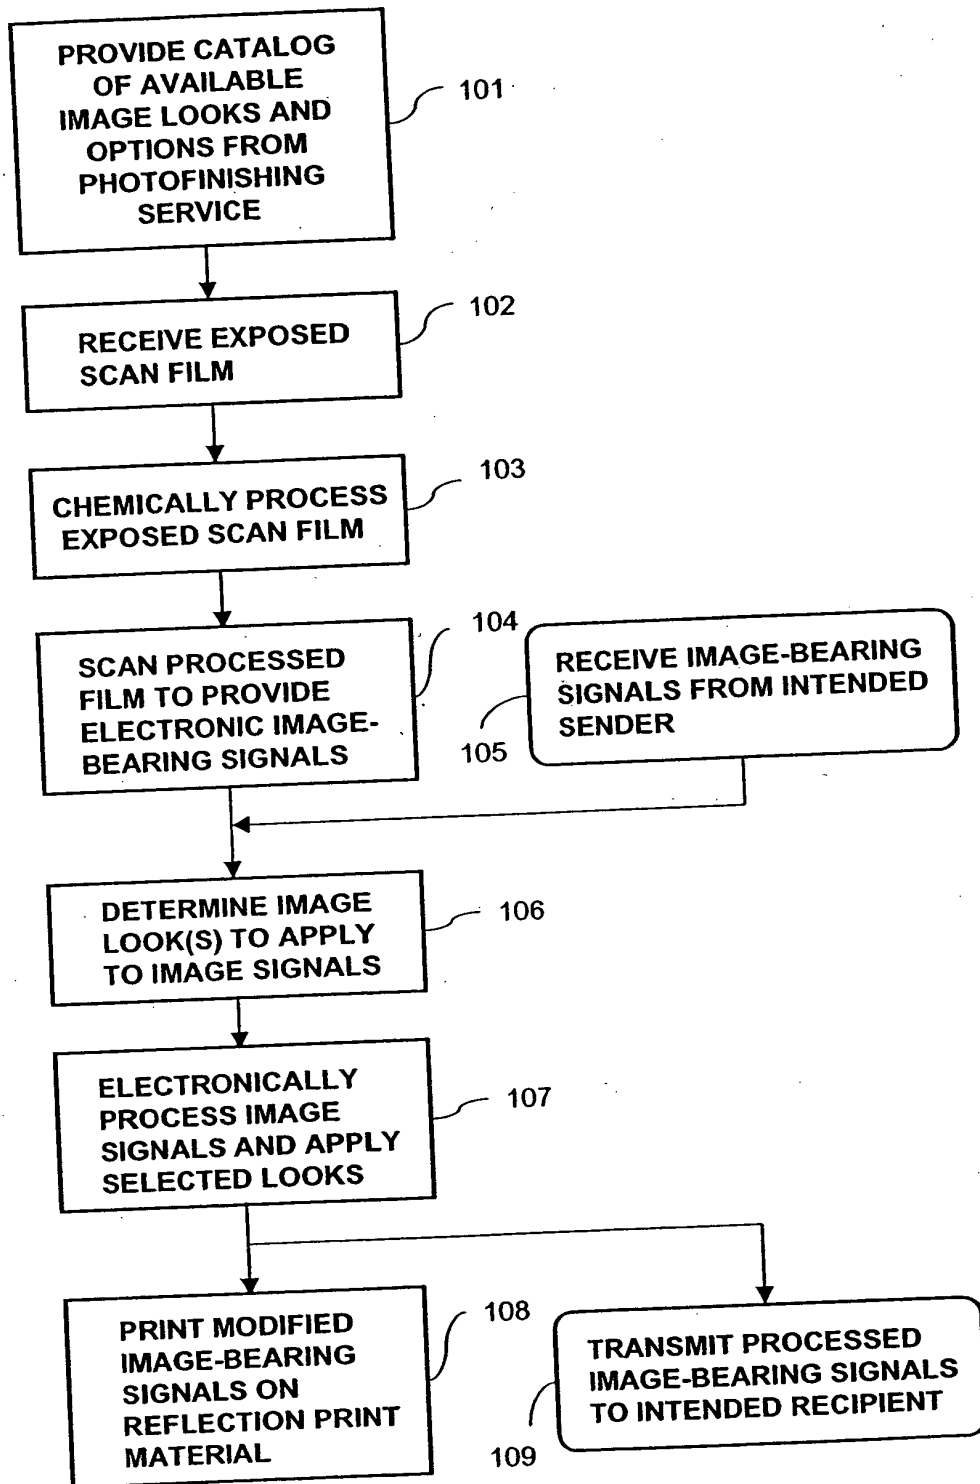 PROVIDE CATALOG
OF AVAILABLE
IMAGE LOOKS AND
OPTIONS FROM
PHOTOFINISHING
SERVICE
101
RECEIVE EXPOSED
SCAN FILM
102
CHEMICALLY PROCESS
EXPOSED SCAN FILM
103
SCAN PROCESSED
FILM TO PROVIDE
ELECTRONIC IMAGE-
BEARING SIGNALS
104
RECEIVE IMAGE-BEARING
SIGNALS FROM INTENDED
SENDER
105
DETERMINE IMAGE
LOOK(S) TO APPLY
TO IMAGE SIGNALS
106
ELECTRONICALLY
PROCESS IMAGE
SIGNALS AND APPLY
SELECTED LOOKS
107
PRINT MODIFIED
IMAGE-BEARING
SIGNALS ON
REFLECTION PRINT
MATERIAL
108
TRANSMIT PROCESSED
IMAGE-BEARING SIGNALS
TO INTENDED RECIPIENT
109